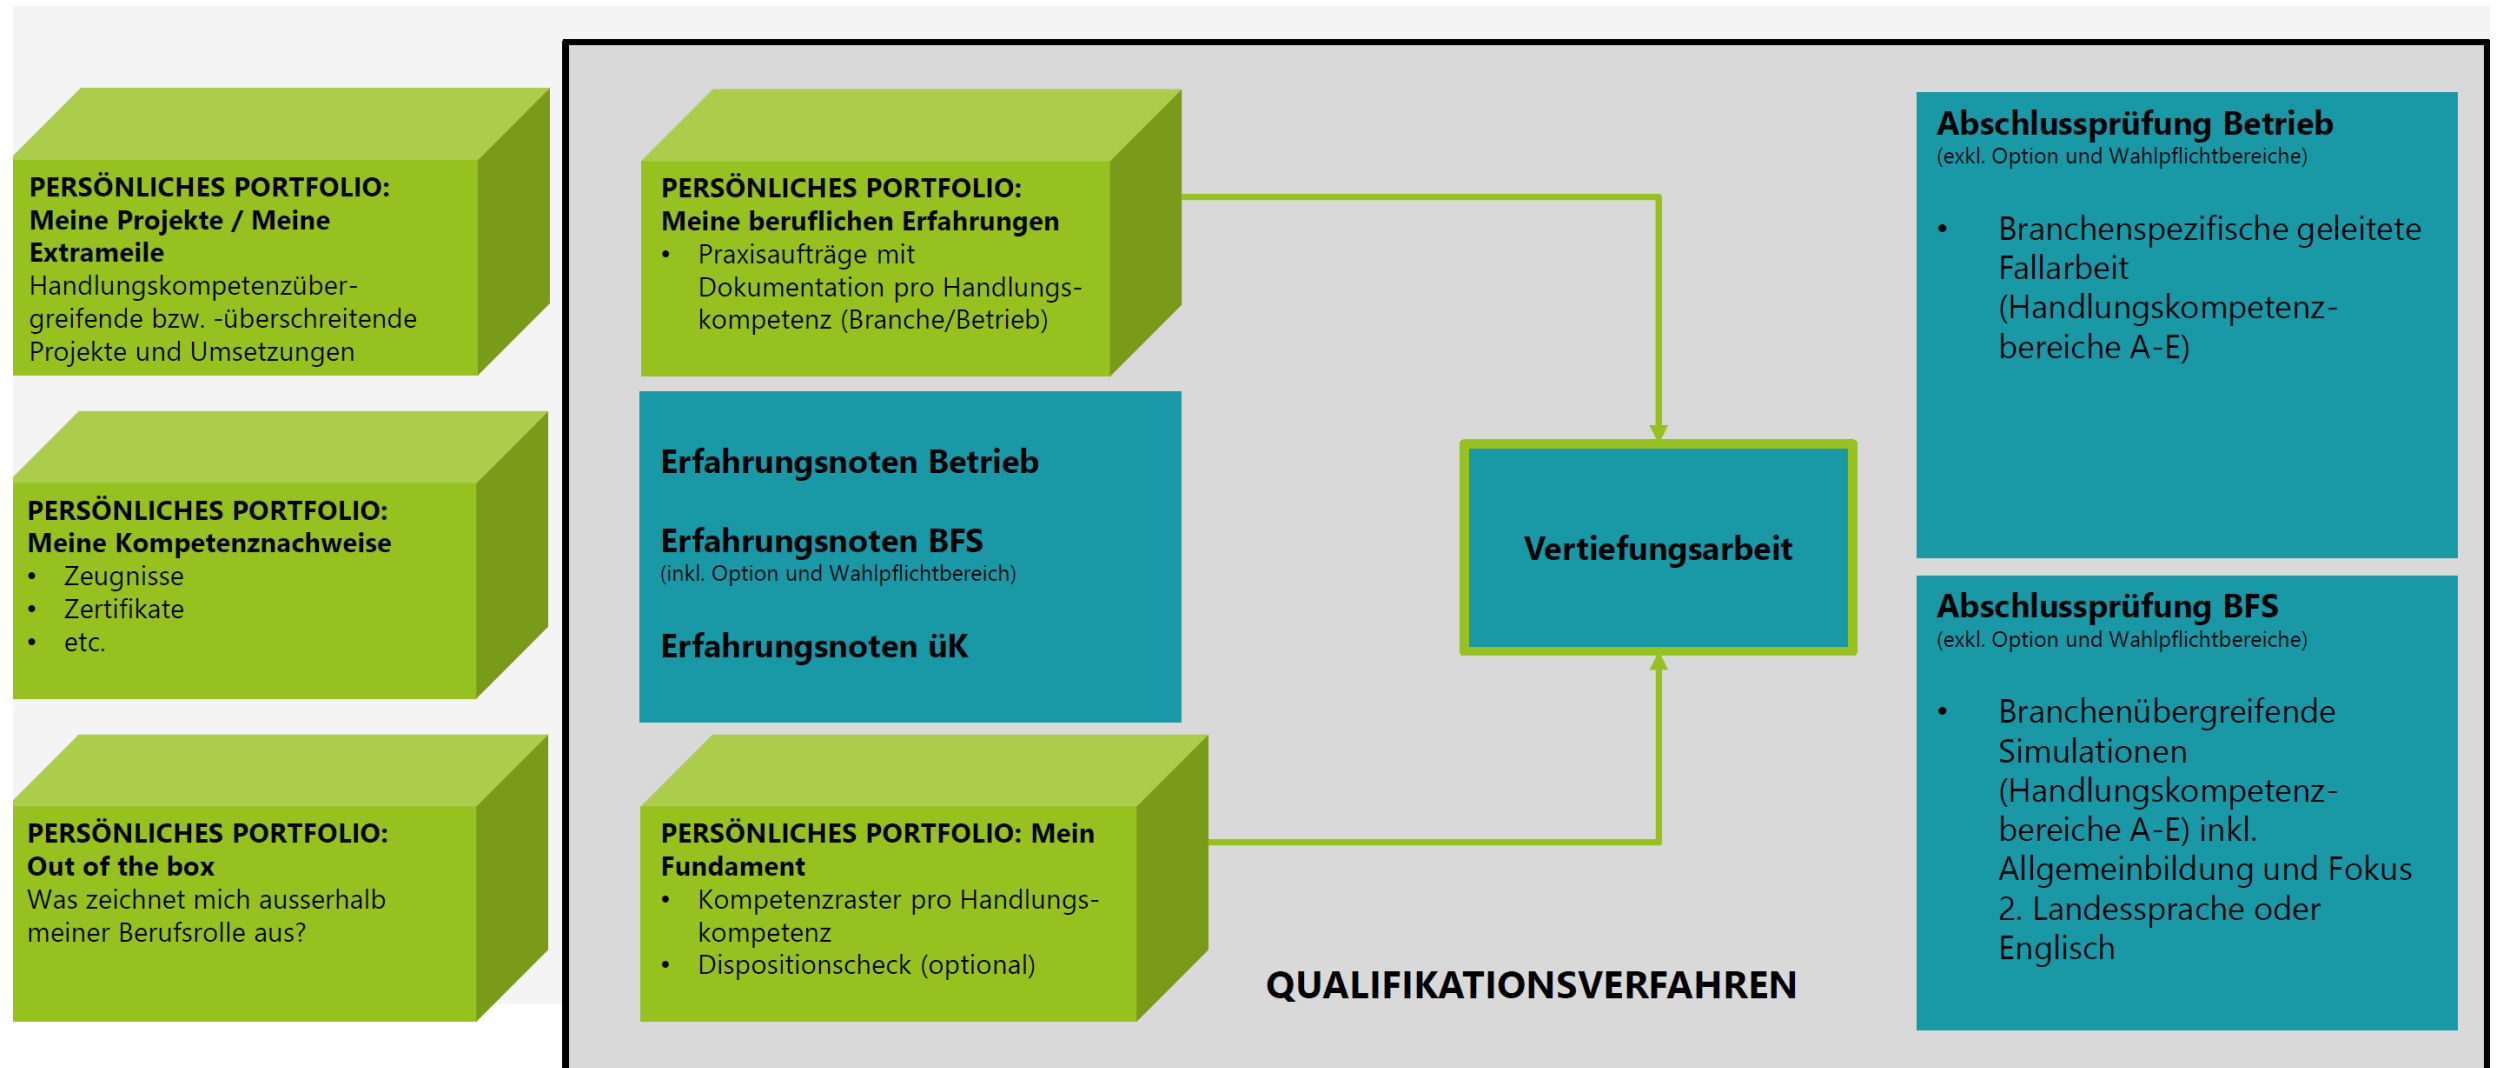 PERSÖNLICHES PORTFOLIO:
Meine Projekte / Meine
Extrameile
Handlungskompetenzüber-
greifende bzw. -überschreitende
Projekte und Umsetzungen
PERSÖNLICHES PORTFOLIO:
Meine Kompetenznachweise
• Zeugnisse
• Zertifikate
• etc.
PERSÖNLICHES PORTFOLIO:
Out of the box
Was zeichnet mich ausserhalb
meiner Berufsrolle aus?
PERSÖNLICHES PORTFOLIO:
Meine beruflichen Erfahrungen
• Praxisaufträge mit
Dokumentation pro Handlungs-
kompetenz (Branche/Betrieb)
Erfahrungsnoten Betrieb
Erfahrungsnoten BFS
(inkl. Option und Wahlpflichtbereich)
Erfahrungsnoten üK
PERSÖNLICHES PORTFOLIO: Mein
Fundament
• Kompetenzraster pro Handlungs-
kompetenz
• Dispositionscheck (optional)
Vertiefungsarbeit
QUALIFIKATIONSVERFAHREN
Abschlussprüfung Betrieb
(exkl. Option und Wahlpflichtbereiche)
• Branchenspezifische geleitete
Fallarbeit
(Handlungskompetenz-
bereiche A-E)
Abschlussprüfung BFS
(exkl. Option und Wahlpflichtbereiche)
• Branchenübergreifende
Simulationen
(Handlungskompetenz-
bereiche A-E) inkl.
Allgemeinbildung und Fokus
2. Landessprache oder
Englisch